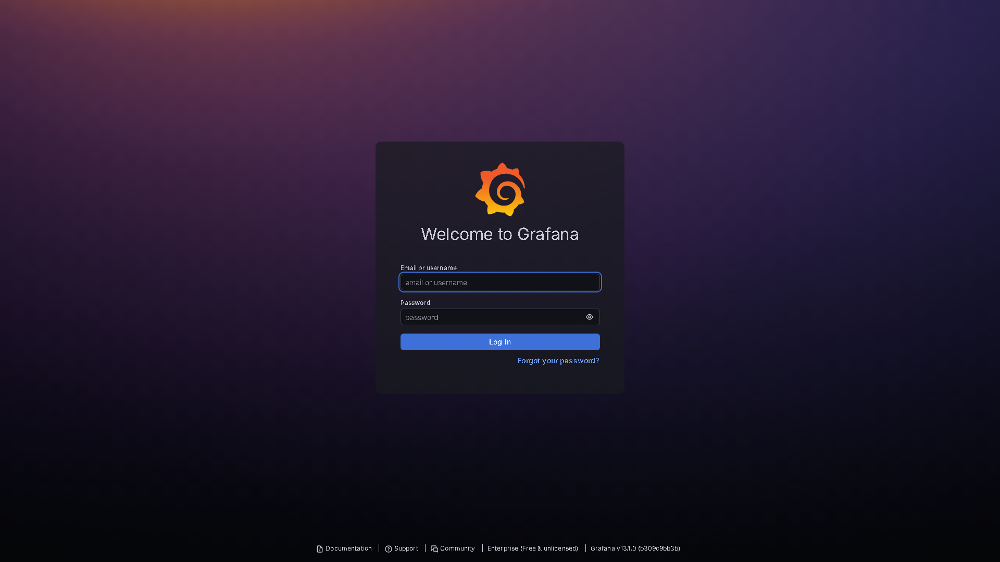 Welcome to Grafana
Email or username
email or username
Password
password
Log in
Forgot your password?
Documentation | Support | Community | Enterprise (Free & unlicensed) | Grafana v13.1.0 (b309c9bb3b)